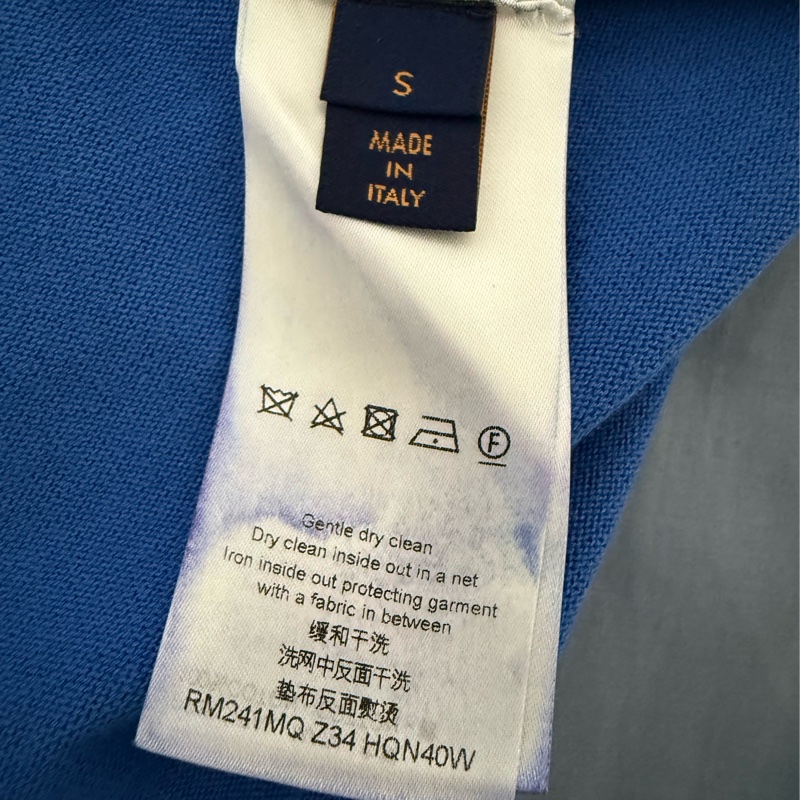 S
MADE
IN
ITALY
F
Gentle dry clean
Dry clean inside out in a net
Iron inside out protecting garment
with a fabric in between
缓和干洗
洗网中反面干洗
垫布反面熨烫
RM241MQ Z34 HQN40W